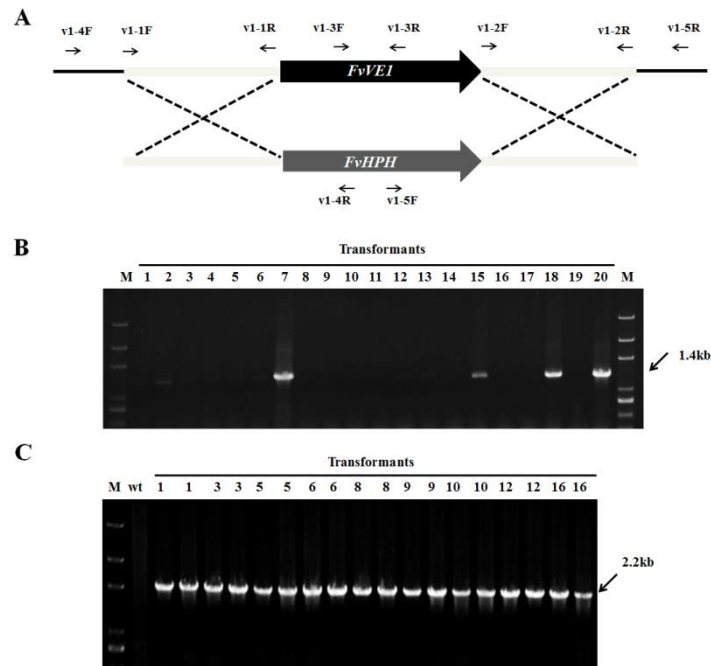 A
v1-4F v1-1F v1-1R v1-3F v1-3R v1-2F v1-2R v1-5R
FvVE1
FvHPH
v1-4R v1-5F
B
Transformants
M 1 2 3 4 5 6 7 8 9 10 11 12 13 14 15 16 17 18 19 20 M
1.4kb
C
Transformants
M wt 1 1 3 3 5 5 6 6 8 8 9 9 10 10 12 12 16 16
2.2kb